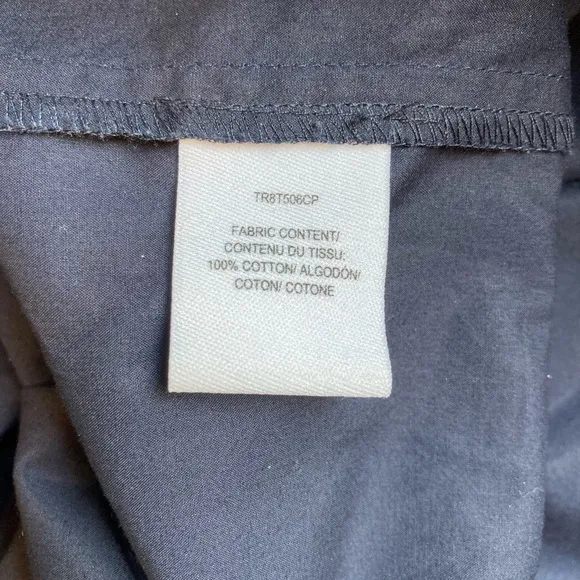 TR8T506CP
FABRIC CONTENT/
CONTENU DU TISSU:
100% COTTON/ ALGODÓN/
COTON/ COTONE